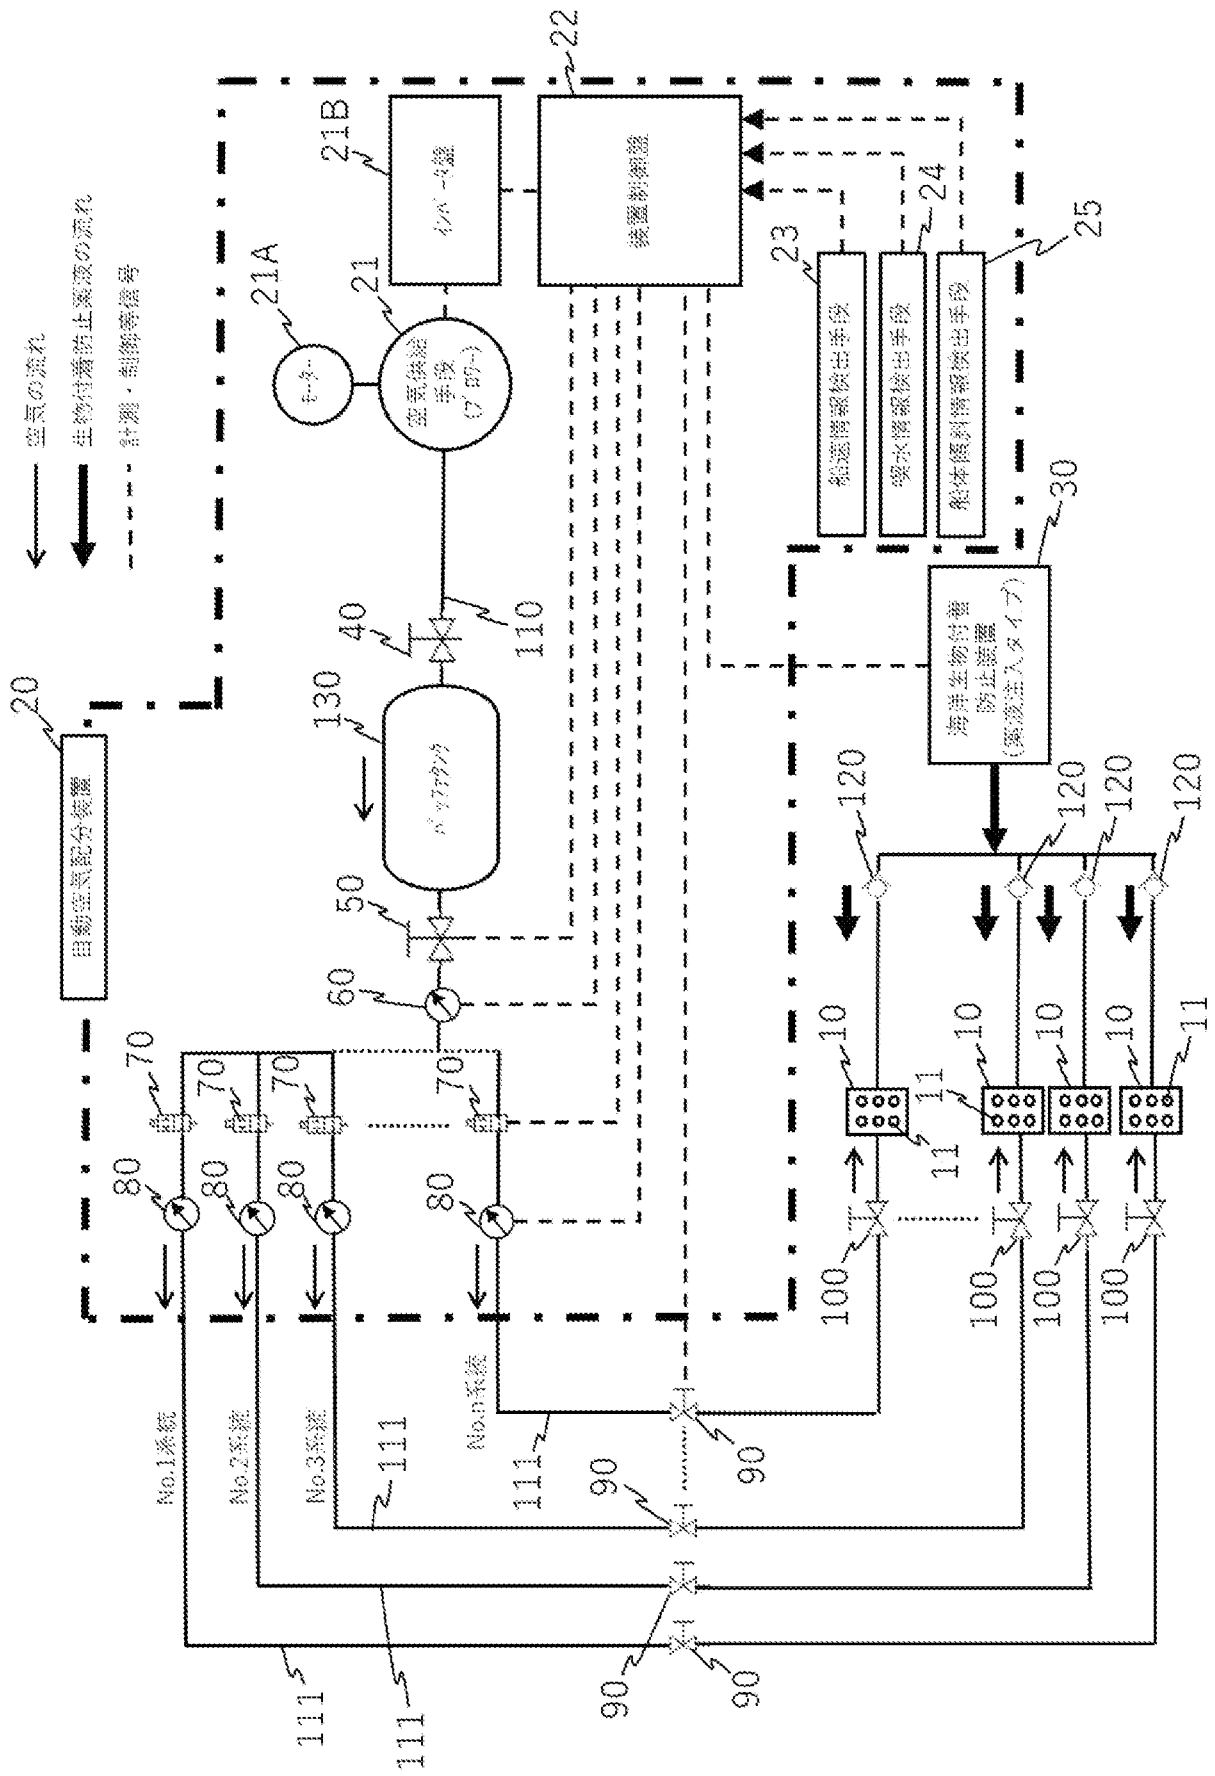 空気の流れ
生物付着防止薬液の流れ
計測・制御等信号
20
自動空気配分装置
22
21B
インバータ盤
装置制御盤
21A
モーター
21
空気供給
手段
(ブロワー)
23
24
25
船速情報検出手段
喫水情報検出手段
船体傾斜情報検出手段
30
海洋生物付着
防止装置
(薬液注入タイプ)
40
110
130
バッファタンク
50
60
70
70
70
70
80
80
80
80
120
120
120
120
10
10
10
10
11
11
11
100
100
100
100
No.1系統
No.2系統
No.3系統
No.n系統
111
111
111
111
90
90
90
90